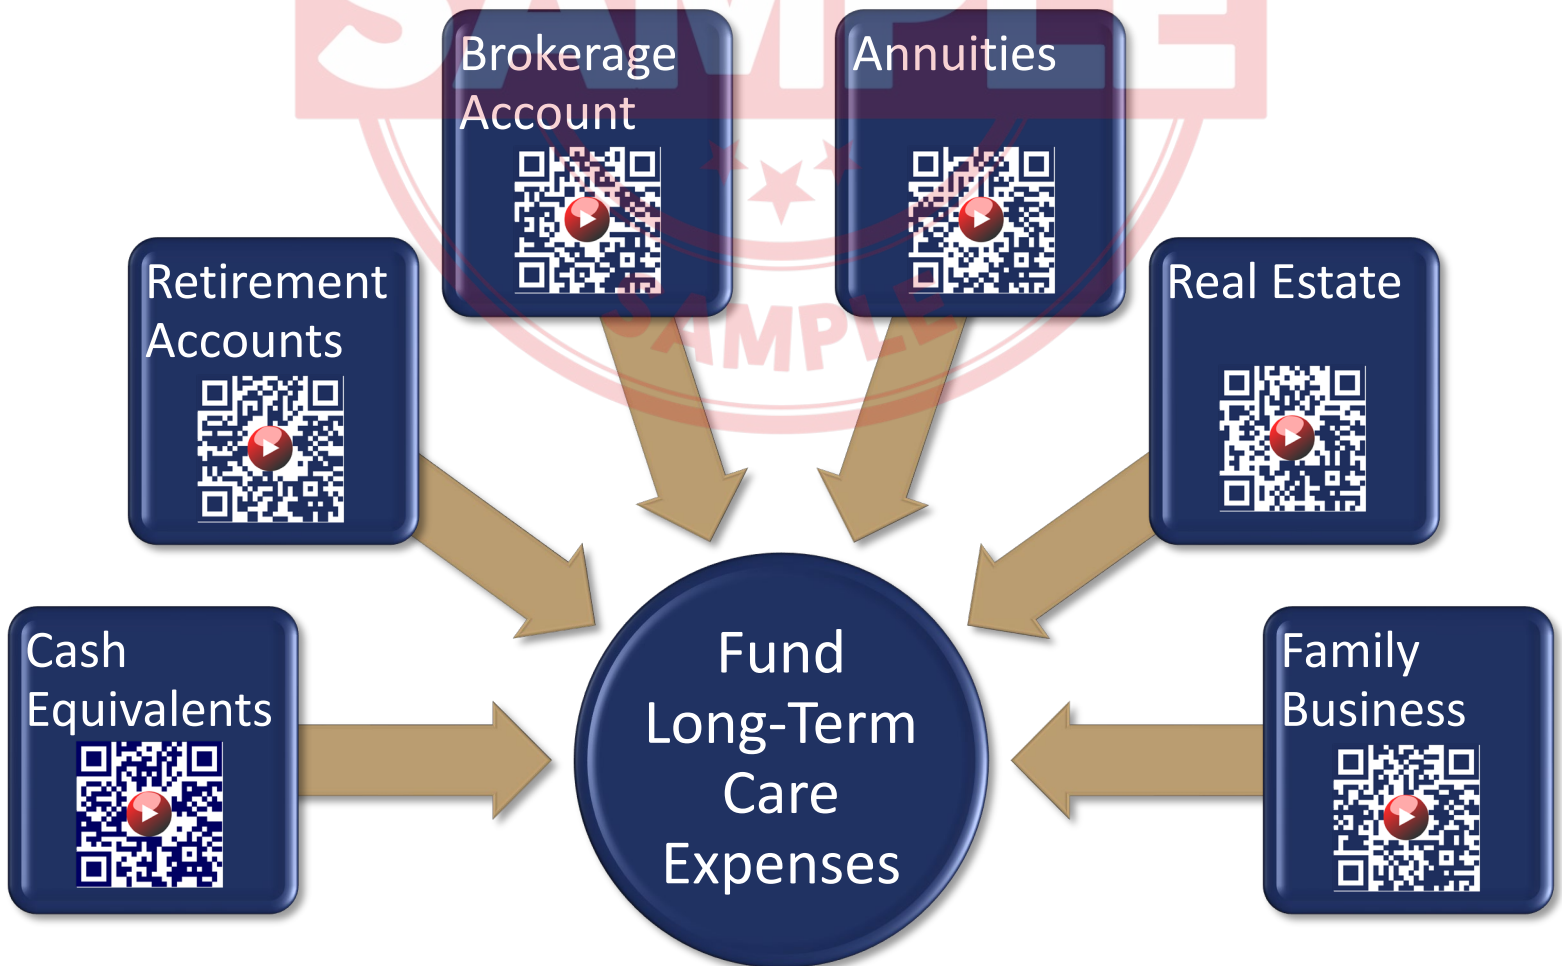 SAMPLE
Brokerage
Account
Annuities
SAMPLE
Retirement
Accounts
Real Estate
Cash
Equivalents
Fund
Long-Term
Care
Expenses
Family
Business